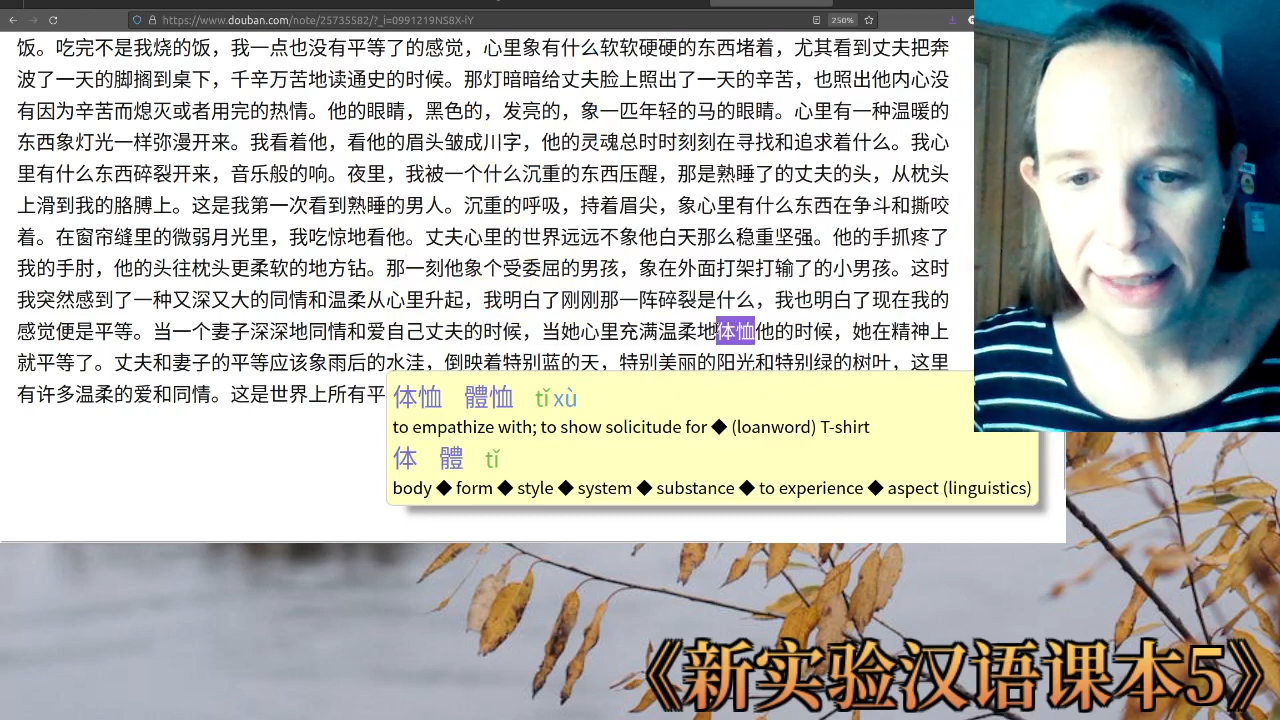 https://www.douban.com/note/25735582/?_i=0991219NS8X-iY
250%
饭。吃完不是我烧的饭，我一点也没有平等了的感觉，心里象有什么软软硬硬的东西堵着，尤其看到丈夫把奔
波了一天的脚搁到桌下，千辛万苦地读通史的时候。那灯暗暗给丈夫脸上照出了一天的辛苦，也照出他内心没
有因为辛苦而熄灭或者用完的热情。他的眼睛，黑色的，发亮的，象一匹年轻的马的眼睛。心里有一种温暖的
东西象灯光一样弥漫开来。我看着他，看他的眉头皱成川字，他的灵魂总时时刻刻在寻找和追求着什么。我心
里有什么东西碎裂开来，音乐般的响。夜里，我被一个什么沉重的东西压醒，那是熟睡了的丈夫的头，从枕头
上滑到我的胳膊上。这是我第一次看到熟睡的男人。沉重的呼吸，持着眉尖，象心里有什么东西在争斗和撕咬
着。在窗帘缝里的微弱月光里，我吃惊地看他。丈夫心里的世界远远不象他白天那么稳重坚强。他的手抓疼了
我的手肘，他的头往枕头更柔软的地方钻。那一刻他象个受委屈的男孩，象在外面打架打输了的小男孩。这时
我突然感到了一种又深又大的同情和温柔从心里升起，我明白了刚刚那一阵碎裂是什么，我也明白了现在我的
感觉便是平等。当一个妻子深深地同情和爱自己丈夫的时候，当她心里充满温柔地体恤他的时候，她在精神上
就平等了。丈夫和妻子的平等应该象雨后的水洼，倒映着特别蓝的天，特别美丽的阳光和特别绿的树叶，这里
有许多温柔的爱和同情。这是世界上所有平
体恤 體恤 tǐ xù
to empathize with; to show solicitude for ◆ (loanword) T-shirt
体 體 tǐ
body ◆ form ◆ style ◆ system ◆ substance ◆ to experience ◆ aspect (linguistics)
《新实验汉语课本5》